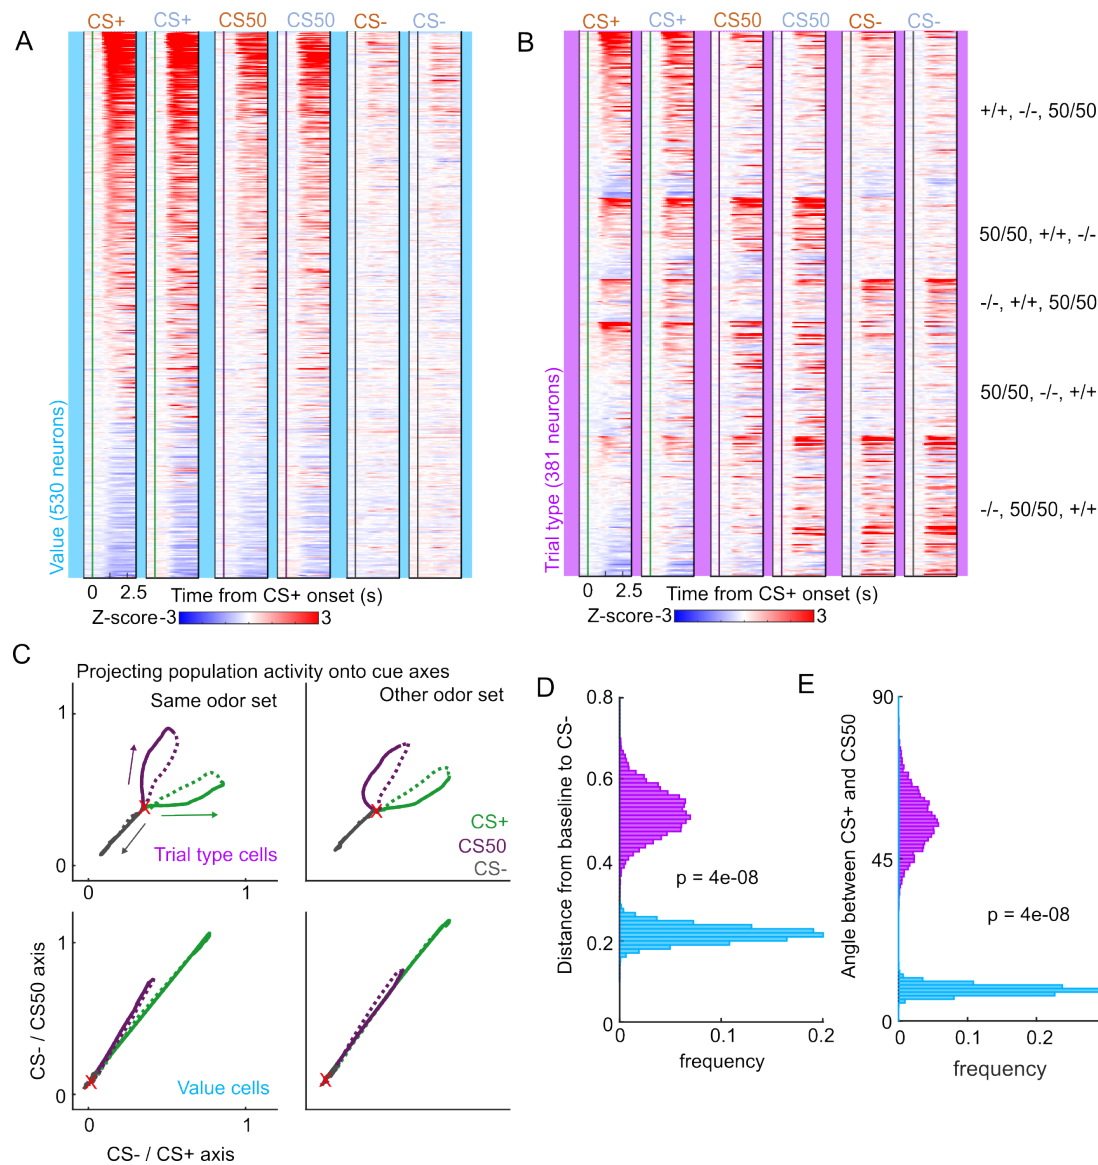 A
CS+
CS+
CS50
CS50
CS-
CS-
Value (530 neurons)
0
2.5
Time from CS+ onset (s)
Z-score
-3
3
B
CS+
CS+
CS50
CS50
CS-
CS-
Trial type (381 neurons)
+/+, -/-, 50/50
50/50, +/+, -/-
-/-, +/+, 50/50
50/50, -/-, +/+
-/-, 50/50, +/+
0
2.5
Time from CS+ onset (s)
Z-score
-3
3
C
Projecting population activity onto cue axes
Same odor set
Other odor set
1
0
0
1
Trial type cells
CS+
CS50
CS-
1
0
0
1
Value cells
CS- / CS50 axis
CS- / CS+ axis
D
Distance from baseline to CS-
0.8
0.6
0.4
0.2
0
p = 4e-08
0
0.1
0.2
frequency
E
Angle between CS+ and CS50
90
45
0
p = 4e-08
0
0.1
0.2
frequency